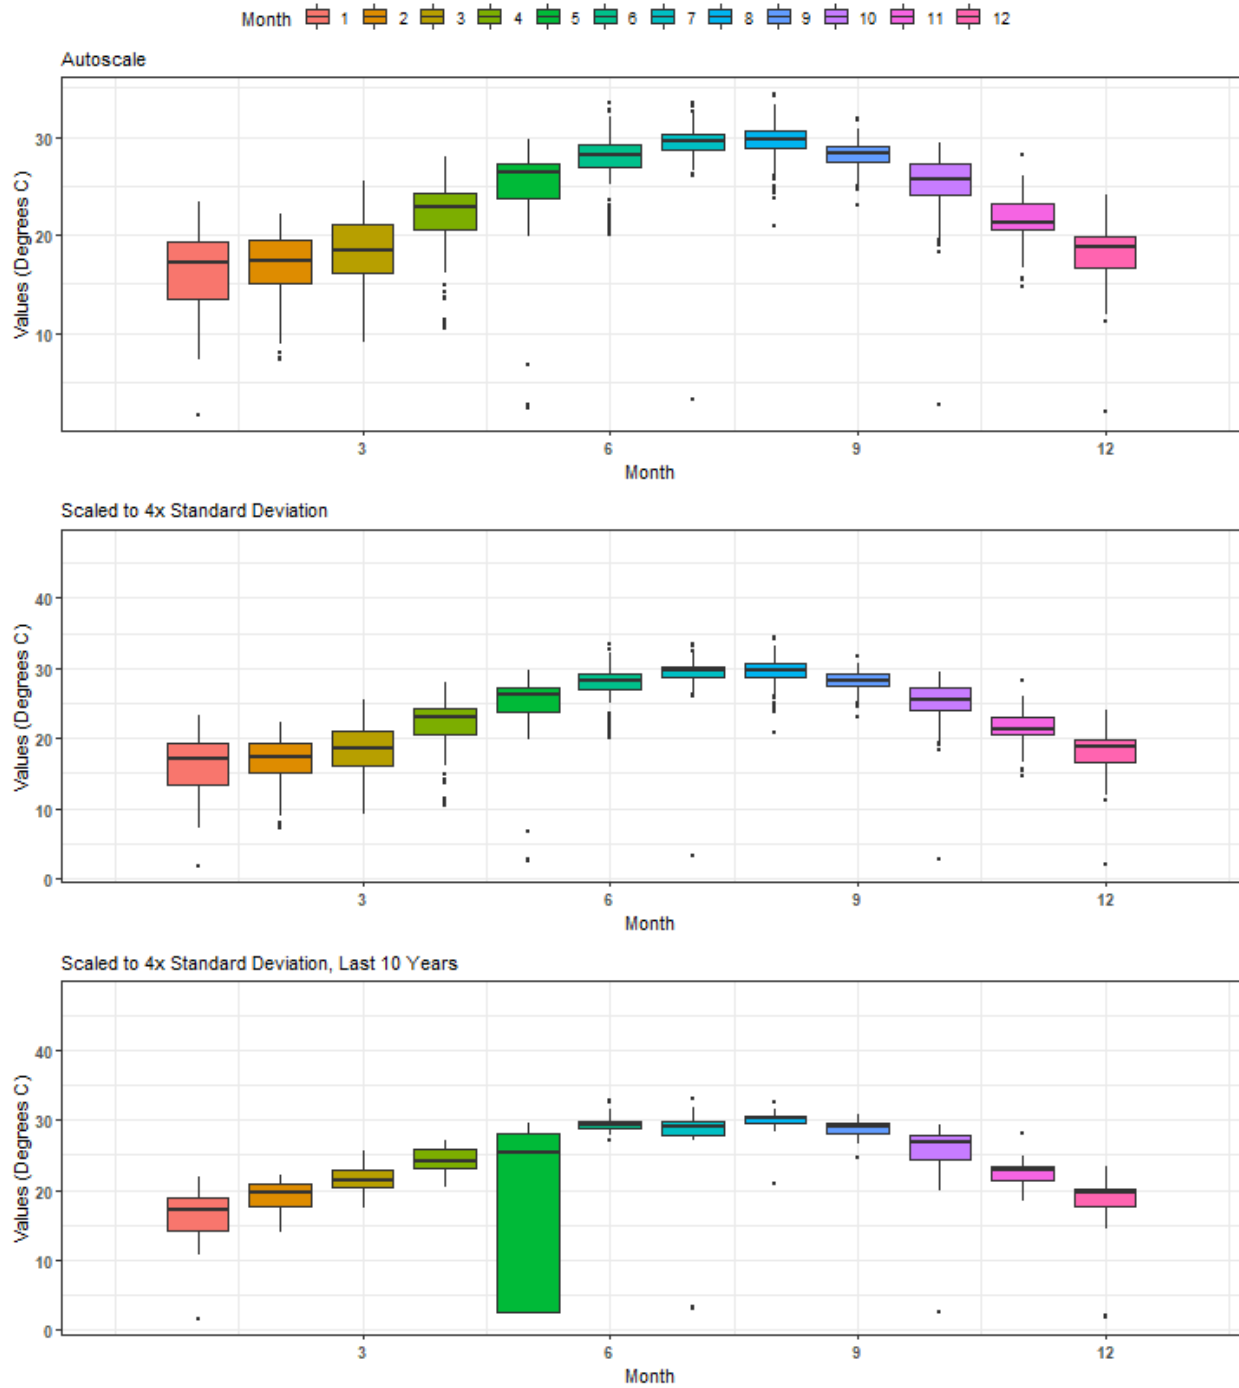 Month 1 2 3 4 5 6 7 8 9 10 11 12
Autoscale
Values (Degrees C)
30
20
10
3 6 9 12
Month
Scaled to 4x Standard Deviation
Values (Degrees C)
40
30
20
10
0
3 6 9 12
Month
Scaled to 4x Standard Deviation, Last 10 Years
Values (Degrees C)
40
30
20
10
0
3 6 9 12
Month